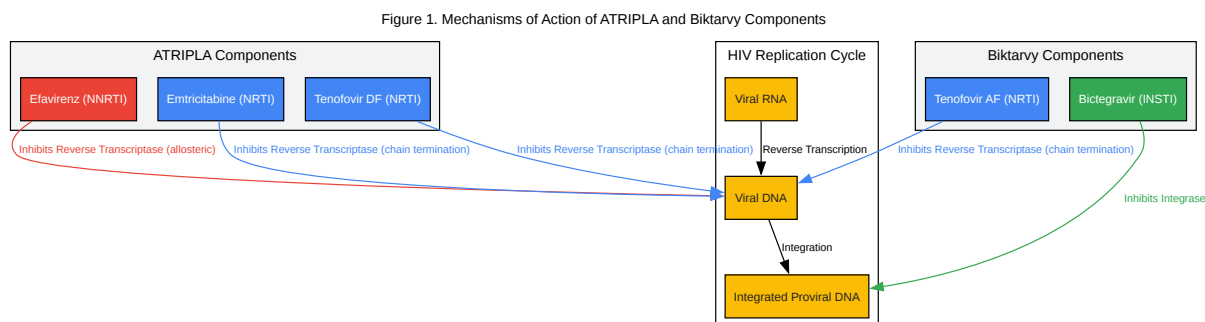 Figure 1. Mechanisms of Action of ATRIPLA and Biktarvy Components
ATRIPLA Components
HIV Replication Cycle
Biktarvy Components
Efavirenz (NNRTI)
Emtricitabine (NRTI)
Tenofovir DF (NRTI)
Viral RNA
Tenofovir AF (NRTI)
Bictegravir (INSTI)
Inhibits Reverse Transcriptase (allosteric)
Inhibits Reverse Transcriptase (chain termination)
Inhibits Reverse Transcriptase (chain termination)
Reverse Transcription
Inhibits Reverse Transcriptase (chain termination)
Viral DNA
Inhibits Integrase
Integration
Integrated Proviral DNA